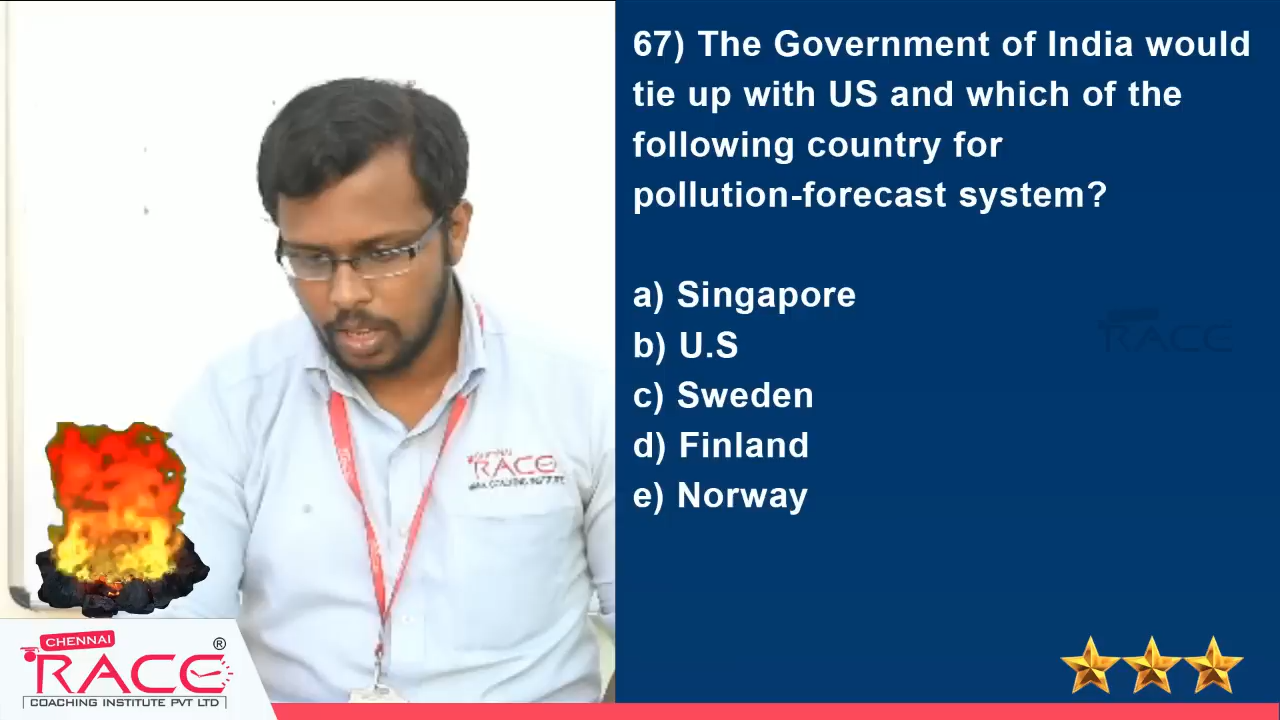 67) The Government of India would
tie up with US and which of the
following country for
pollution-forecast system?
a) Singapore
b) U.S
c) Sweden
d) Finland
e) Norway
RACE
RACE
CHENNAI
RACE
®
COACHING INSTITUTE PVT LTD